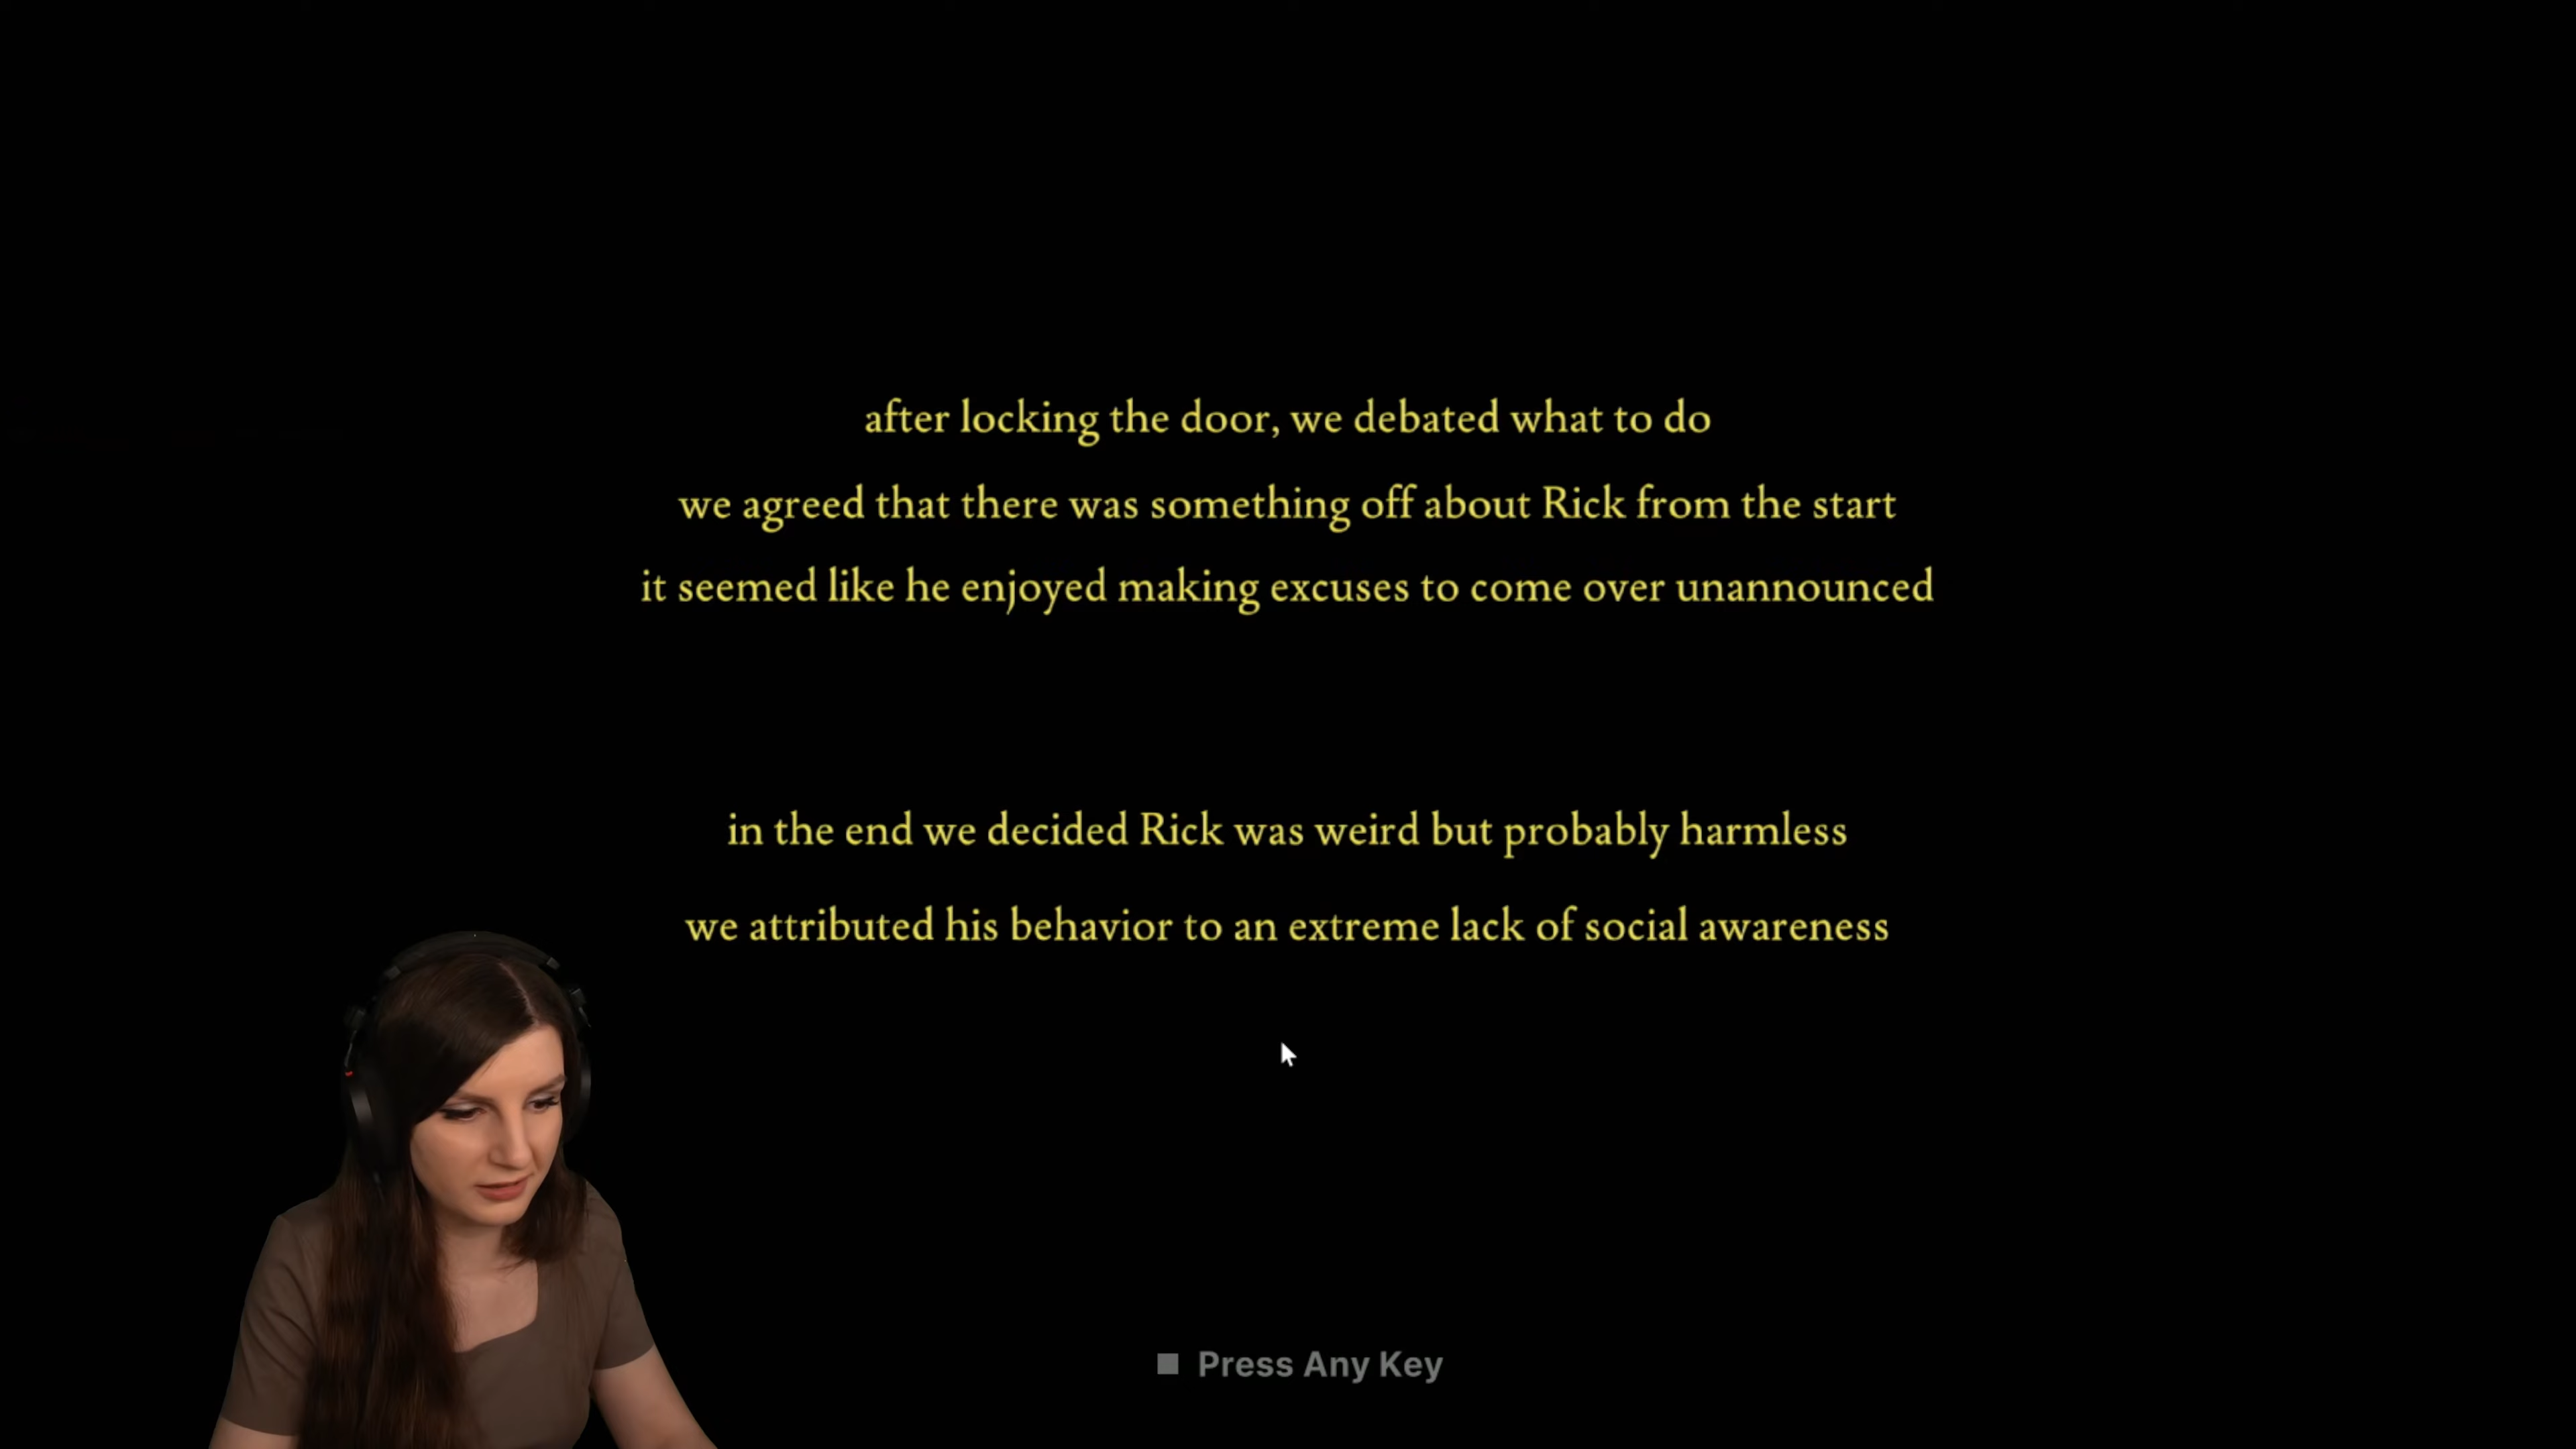 after locking the door, we debated what to do
we agreed that there was something off about Rick from the start
it seemed like he enjoyed making excuses to come over unannounced
in the end we decided Rick was weird but probably harmless
we attributed his behavior to an extreme lack of social awareness
Press Any Key